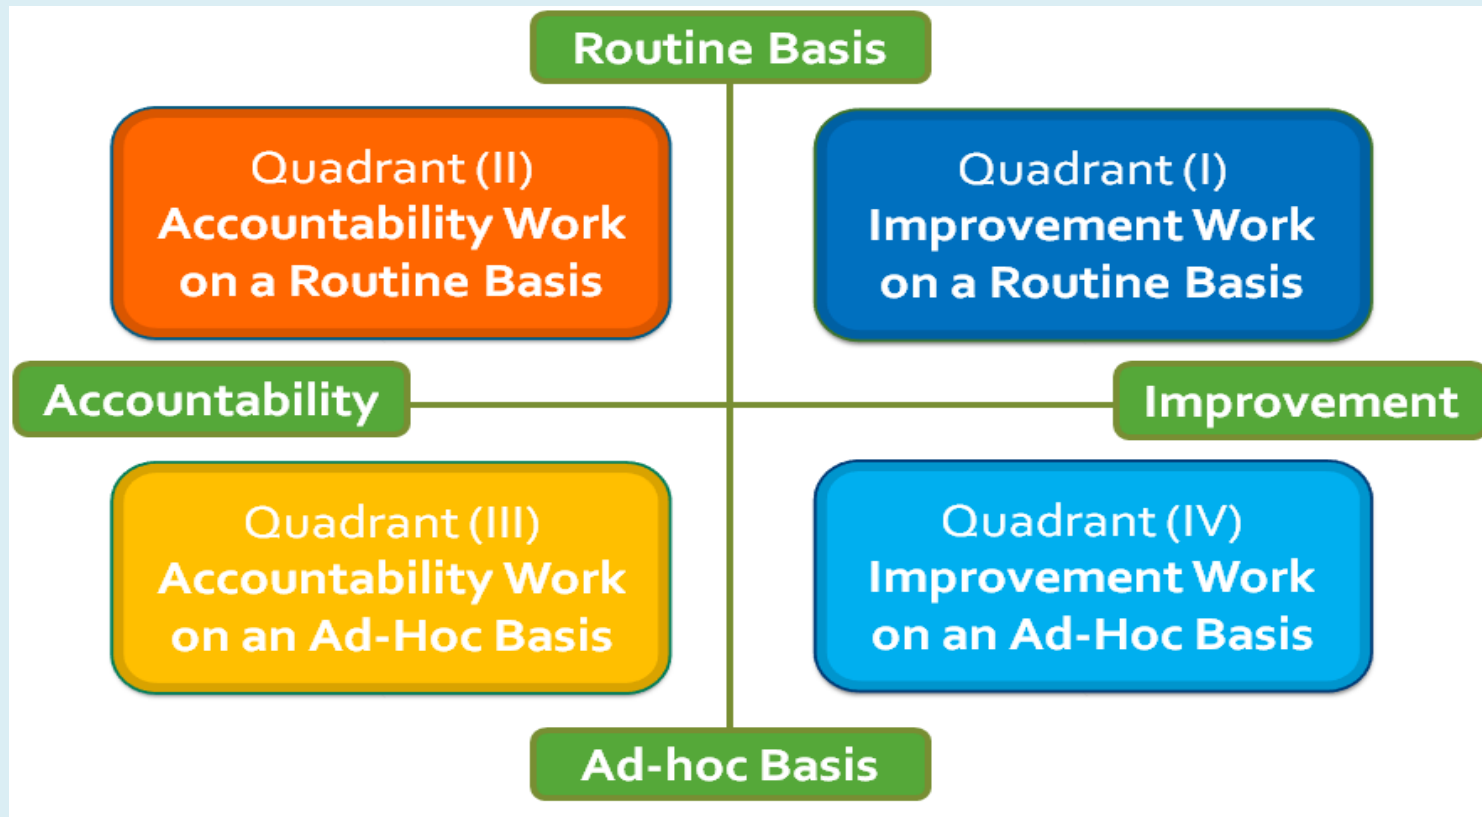 Routine Basis
Quadrant (II)
Accountability Work
on a Routine Basis
Quadrant (I)
Improvement Work
on a Routine Basis
Accountability
Improvement
Quadrant (III)
Accountability Work
on an Ad-Hoc Basis
Quadrant (IV)
Improvement Work
on an Ad-Hoc Basis
Ad-hoc Basis